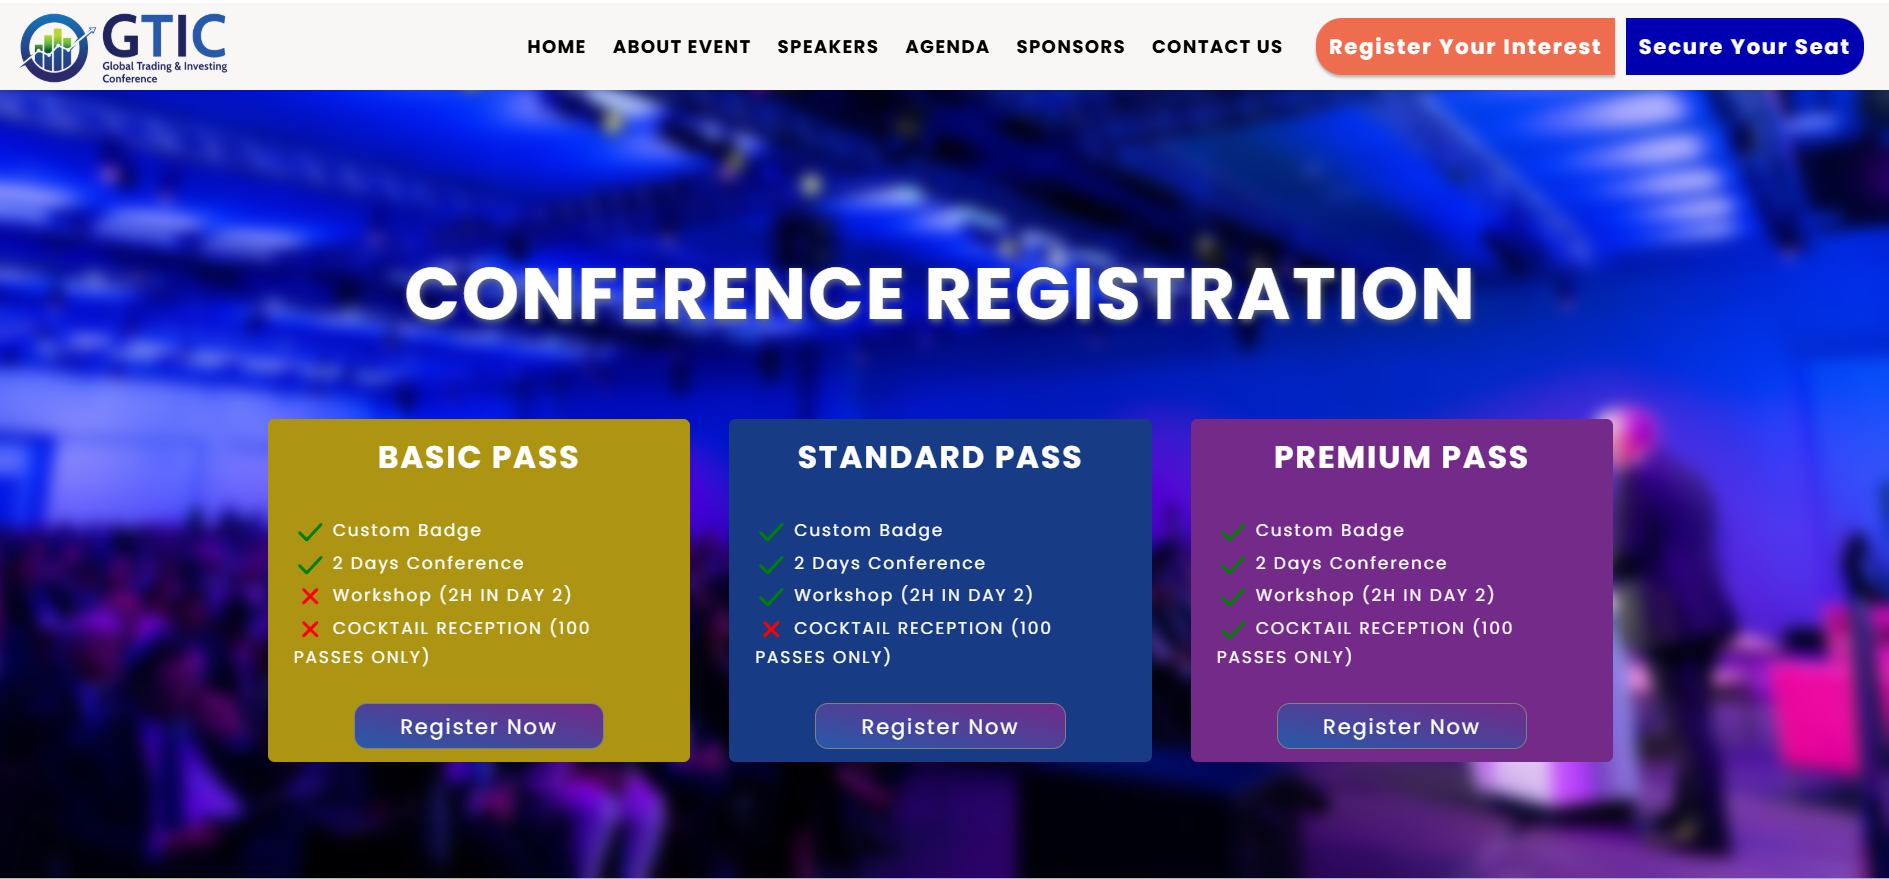 GTIC
Global Trading & Investing
Conference
HOME ABOUT EVENT SPEAKERS AGENDA SPONSORS CONTACT US Register Your Interest Secure Your Seat
CONFERENCE REGISTRATION
BASIC PASS
Custom Badge
2 Days Conference
Workshop (2H IN DAY 2)
COCKTAIL RECEPTION (100
PASSES ONLY)
Register Now
STANDARD PASS
Custom Badge
2 Days Conference
Workshop (2H IN DAY 2)
COCKTAIL RECEPTION (100
PASSES ONLY)
Register Now
PREMIUM PASS
Custom Badge
2 Days Conference
Workshop (2H IN DAY 2)
COCKTAIL RECEPTION (100
PASSES ONLY)
Register Now